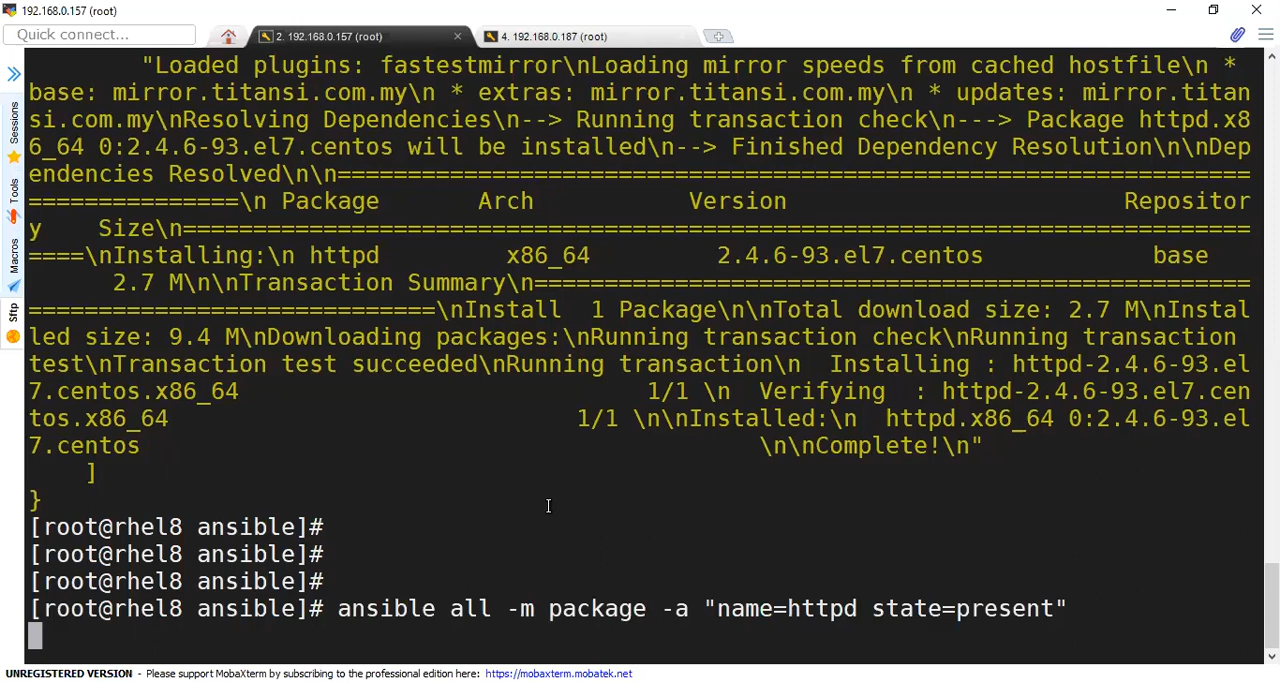 192.168.0.157 (root)
Quick connect...
2. 192.168.0.157 (root)
4. 192.168.0.187 (root)
Sessions
Tools
Macros
Sftp
"Loaded plugins: fastestmirror\nLoading mirror speeds from cached hostfile\n *
base: mirror.titansi.com.my\n * extras: mirror.titansi.com.my\n * updates: mirror.titan
si.com.my\nResolving Dependencies\n--> Running transaction check\n---> Package httpd.x8
6_64 0:2.4.6-93.el7.centos will be installed\n--> Finished Dependency Resolution\n\nDep
endencies Resolved\n\n=================================================================
===============\n Package       Arch             Version                        Repositor
y    Size\n============================================================================
====\nInstalling:\n httpd         x86_64         2.4.6-93.el7.centos            base
2.7 M\n\nTransaction Summary\n===================================================
=============================\nInstall  1 Package\n\nTotal download size: 2.7 M\nInstal
led size: 9.4 M\nDownloading packages:\nRunning transaction check\nRunning transaction
test\nTransaction test succeeded\nRunning transaction\n  Installing : httpd-2.4.6-93.el
7.centos.x86_64                             1/1 \n  Verifying  : httpd-2.4.6-93.el7.cen
tos.x86_64                             1/1 \n\nInstalled:\n  httpd.x86_64 0:2.4.6-93.el
7.centos                                            \n\nComplete!\n"
]
}
[root@rhel8 ansible]#
[root@rhel8 ansible]#
[root@rhel8 ansible]#
[root@rhel8 ansible]# ansible all -m package -a "name=httpd state=present"
UNREGISTERED VERSION - Please support MobaXterm by subscribing to the professional edition here: https://mobaxterm.mobatek.net